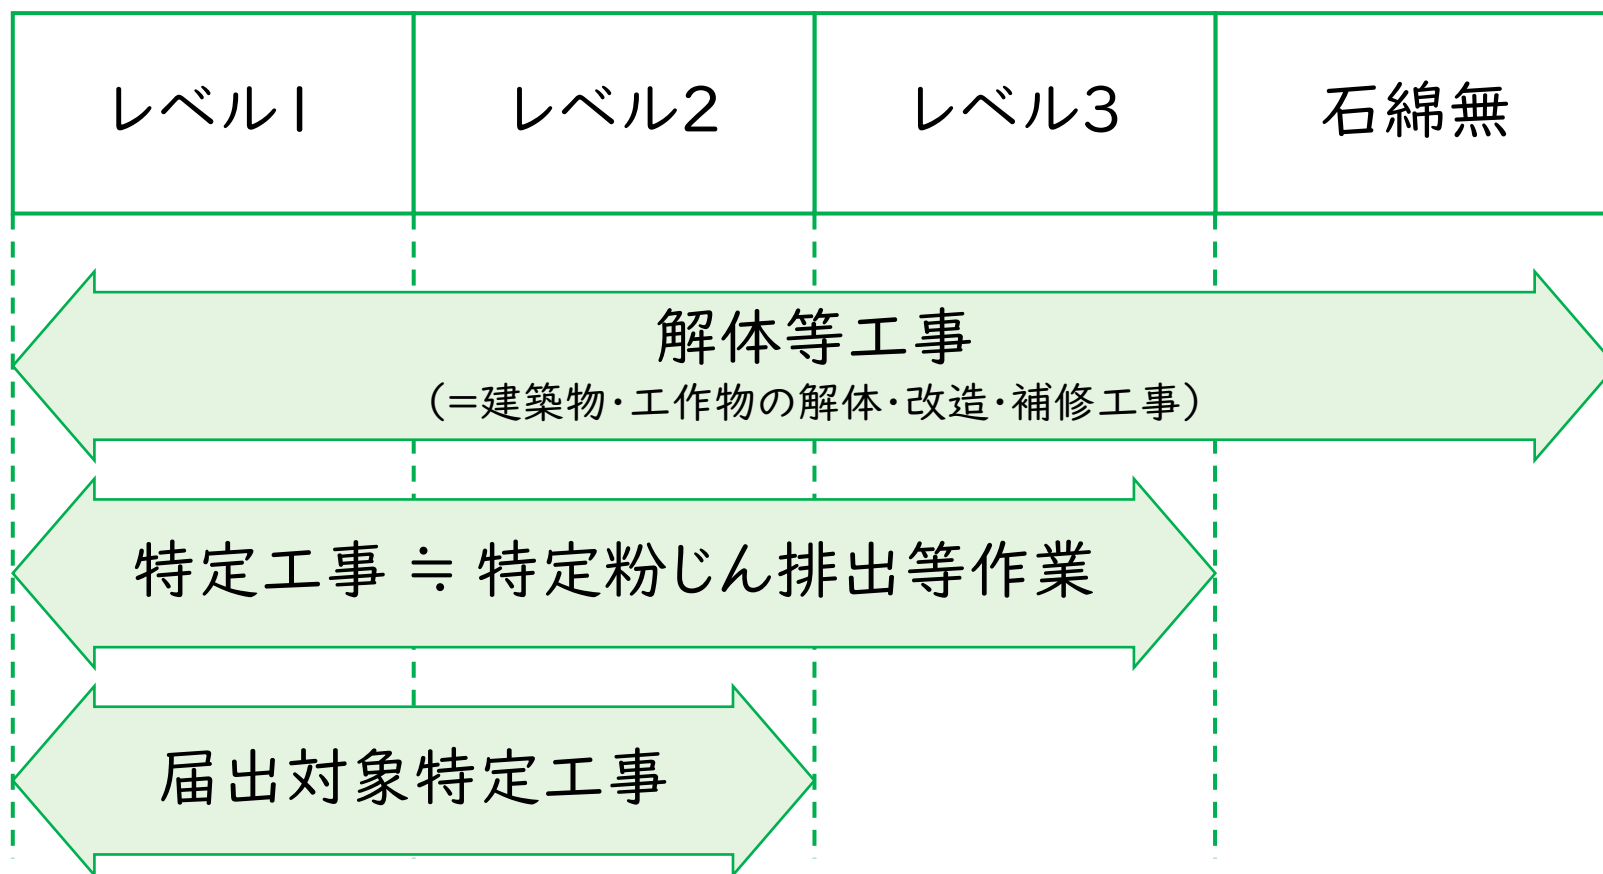 レベル1
レベル2
レベル3
石綿無
解体等工事
（＝建築物・工作物の解体・改造・補修工事）
特定工事 ≒ 特定粉じん排出等作業
届出対象特定工事